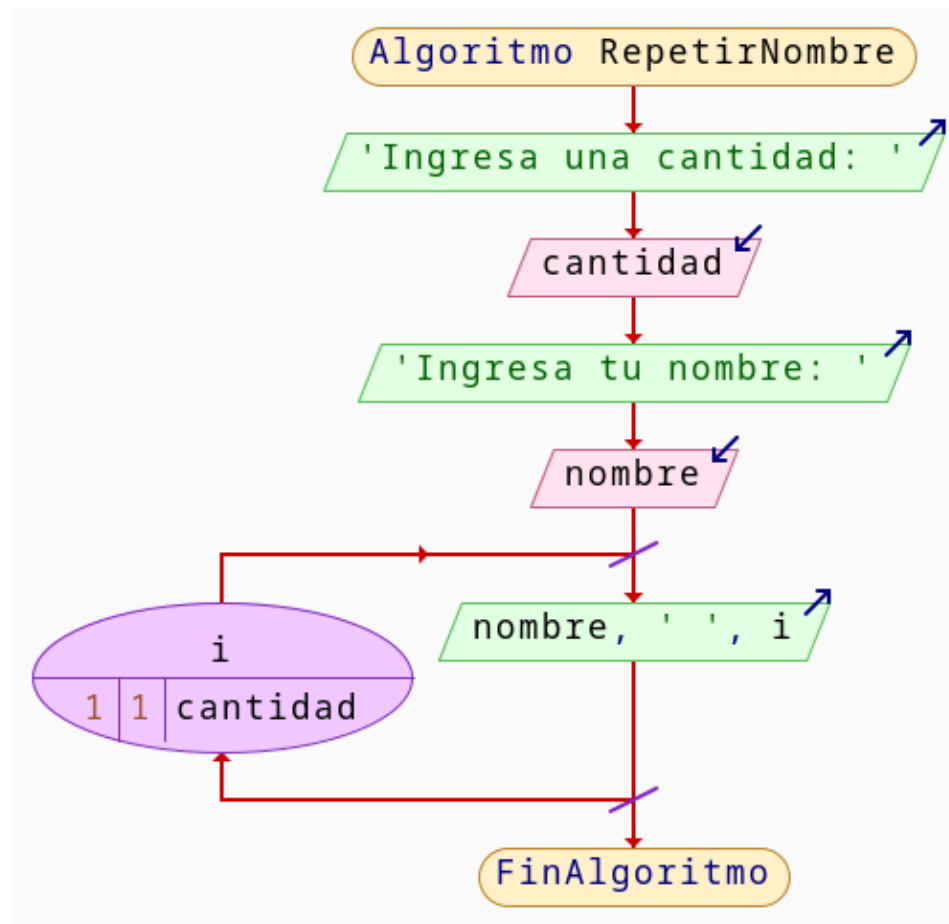 Algoritmo RepetirNombre
'Ingresa una cantidad: '
cantidad
'Ingresa tu nombre: '
nombre
nombre, ' ', i
i
1 1 cantidad
FinAlgoritmo